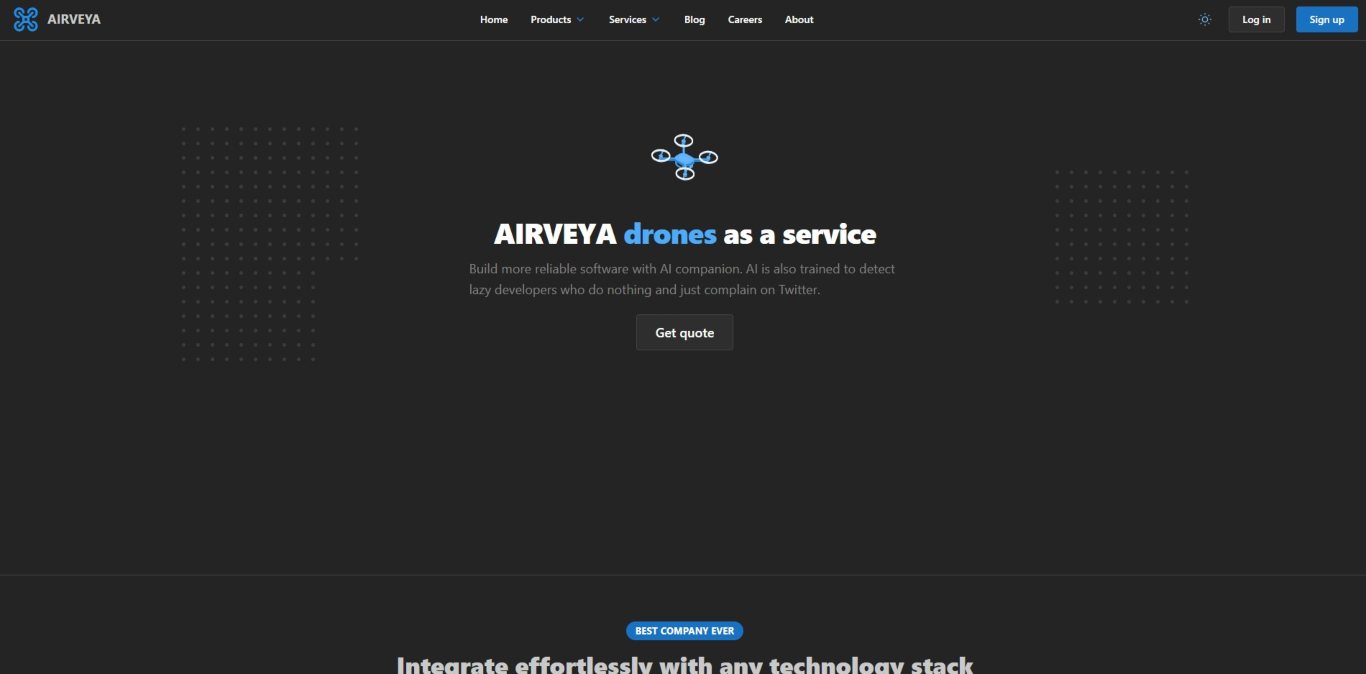 AIRVEYA
Home Products Services Blog Careers About
Log in Sign up
AIRVEYA drones as a service
Build more reliable software with AI companion. AI is also trained to detect
lazy developers who do nothing and just complain on Twitter.
Get quote
BEST COMPANY EVER
Integrate effortlessly with any technology stack